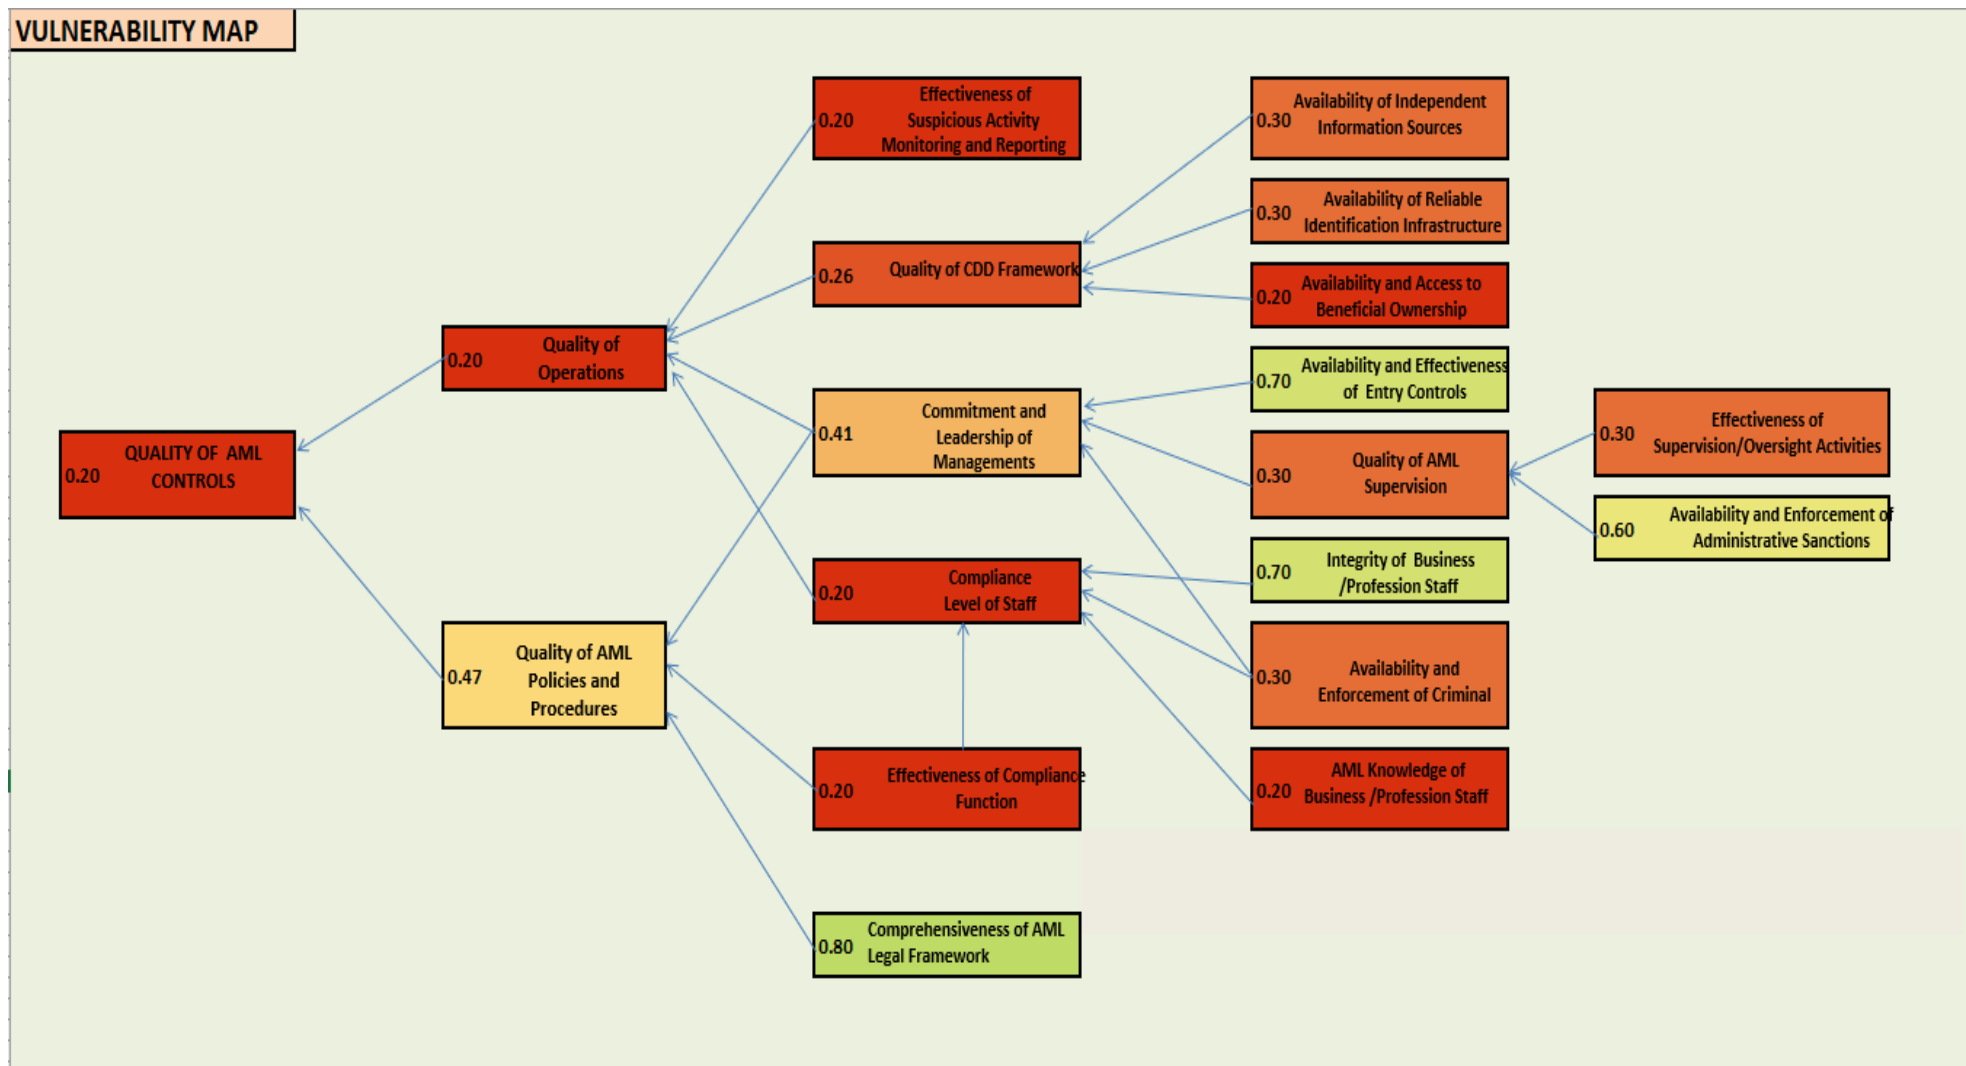 VULNERABILITY MAP
0.20
QUALITY OF AML
CONTROLS
0.20
Quality of
Operations
0.47
Quality of AML
Policies and
Procedures
0.20
Effectiveness of
Suspicious Activity
Monitoring and Reporting
0.26
Quality of CDD Framework
0.41
Commitment and
Leadership of
Managements
0.20
Compliance
Level of Staff
0.20
Effectiveness of Compliance
Function
0.80
Comprehensiveness of AML
Legal Framework
0.30
Availability of Independent
Information Sources
0.30
Availability of Reliable
Identification Infrastructure
0.20
Availability and Access to
Beneficial Ownership
0.70
Availability and Effectiveness
of Entry Controls
0.30
Quality of AML
Supervision
0.70
Integrity of Business
/Profession Staff
0.30
Availability and
Enforcement of Criminal
0.20
AML Knowledge of
Business /Profession Staff
0.30
Effectiveness of
Supervision/Oversight Activities
0.60
Availability and Enforcement of
Administrative Sanctions